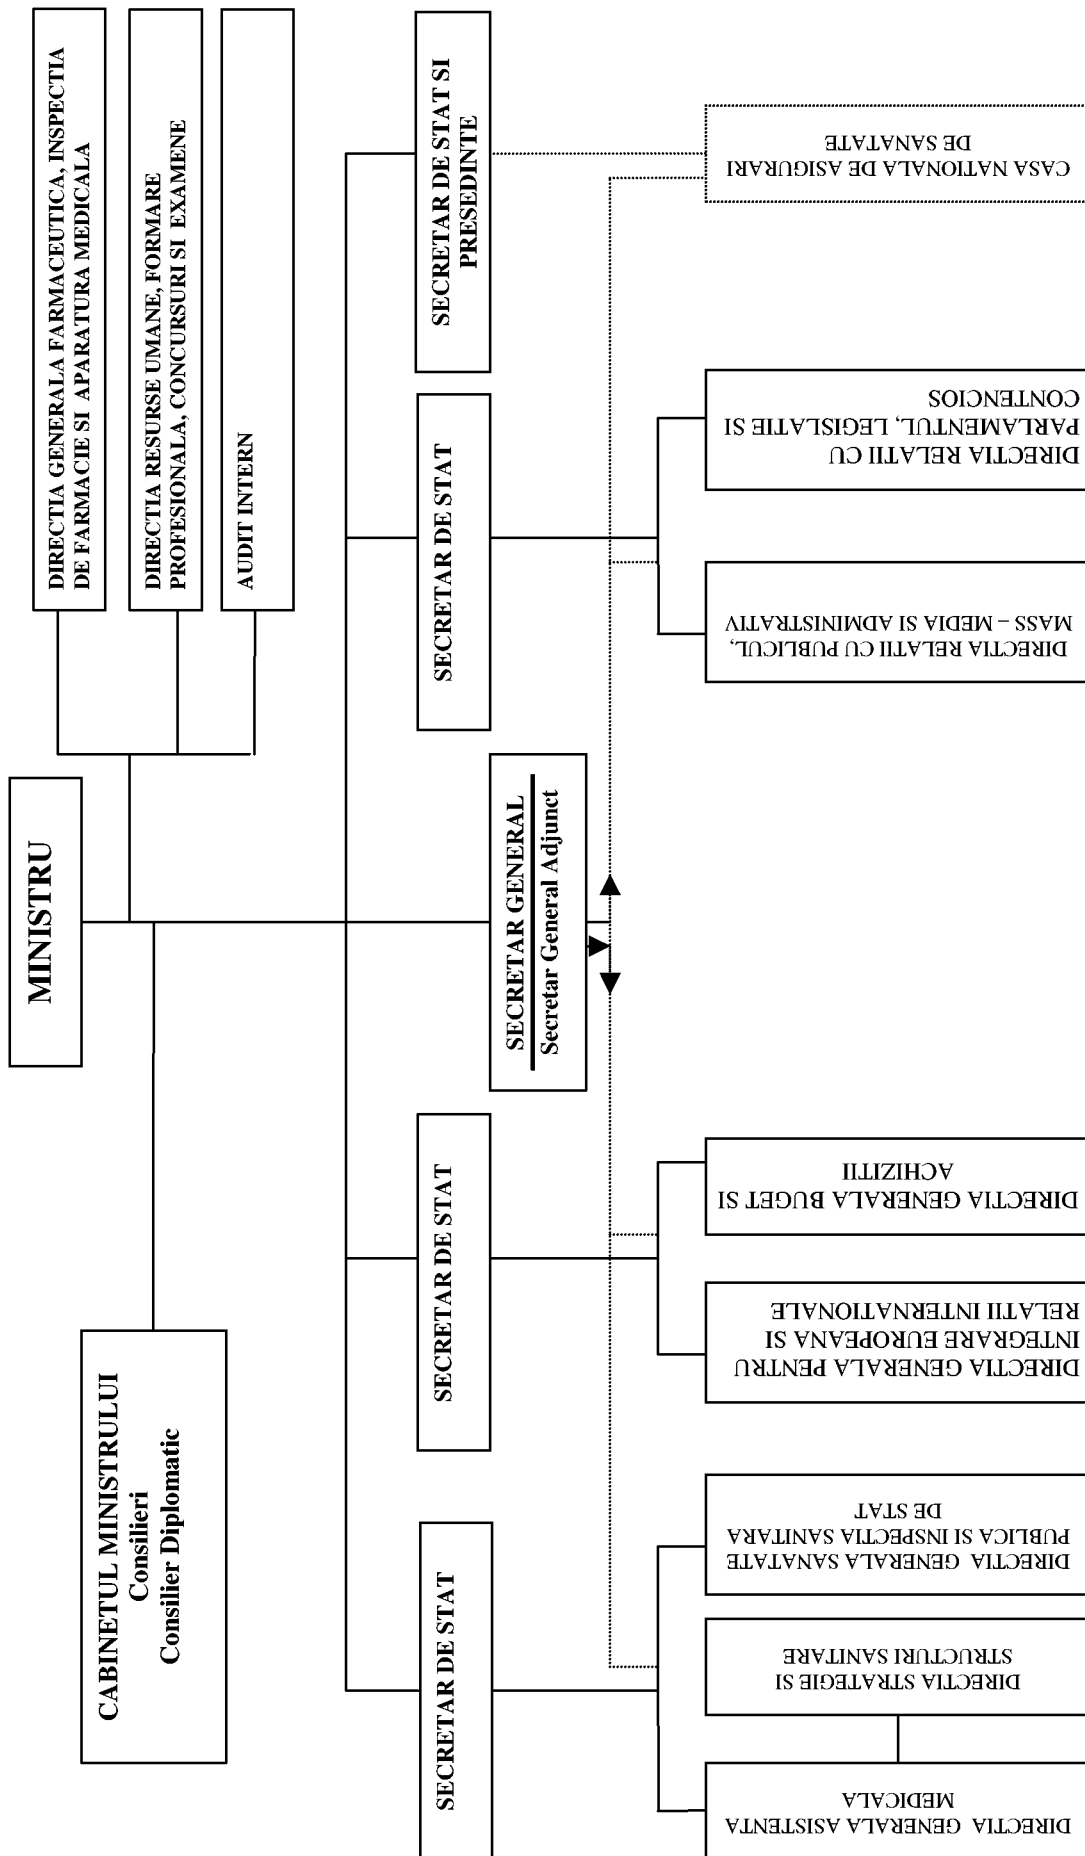 MINISTRU
CABINETUL MINISTRULUI
Consilieri
Consilier Diplomatic
DIRECTIA GENERALA FARMACEUTICA, INSPECTIA
DE FARMACIE SI APARATURA MEDICALA
DIRECTIA RESURSE UMANE, FORMARE
PROFESIONALA, CONCURSURI SI EXAMENE
AUDIT INTERN
SECRETAR DE STAT
SECRETAR DE STAT
SECRETAR GENERAL
Secretar General Adjunct
SECRETAR DE STAT
SECRETAR DE STAT SI
PRESEDINTE
DIRECTIA GENERALA ASISTENTA
MEDICALA
DIRECTIA STRATEGIE SI
STRUCTURI SANITARE
DIRECTIA GENERALA SANATATE
PUBLICA SI INSPECTIA SANITARA
DE STAT
DIRECTIA GENERALA PENTRU
INTEGRARE EUROPEANA SI
RELATII INTERNATIONALE
DIRECTIA GENERALA BUGET SI
ACHIZITII
DIRECTIA RELATII CU PUBLICUL,
MASS – MEDIA SI ADMINISTRATIV
DIRECTIA RELATII CU
PARLAMENTUL, LEGISLATIE SI
CONTENCIOS
CASA NATIONALA DE ASIGURARI
DE SANATATE